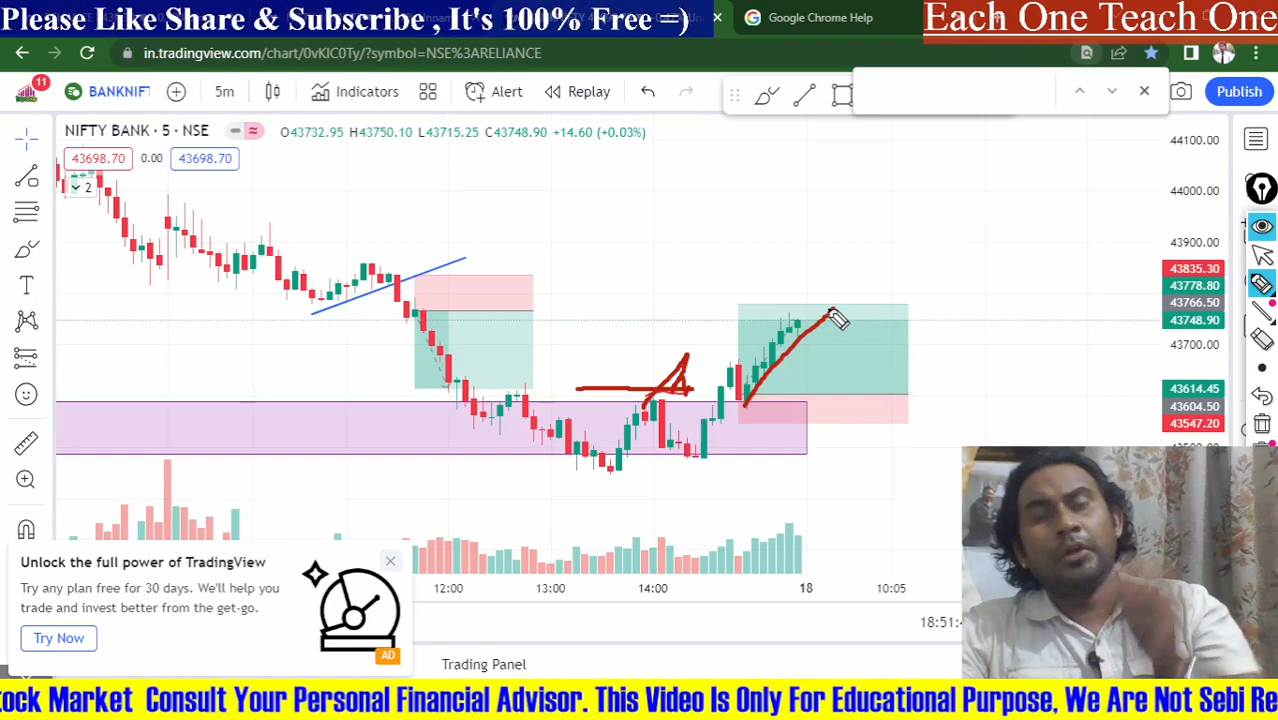 Please Like Share & Subscribe , It's 100% Free =)
Google Chrome Help
Each One Teach One
in.tradingview.com/chart/0vKlC0Ty/?symbol=NSE%3ARELIANCE
11
BANKNIFT
5m
Indicators
Alert
Replay
Publish
NIFTY BANK · 5 · NSE
O43732.95 H43750.10 L43715.25 C43748.90 +14.60 (+0.03%)
43698.70
0.00
43698.70
2
44100.00
44000.00
43900.00
43835.30
43778.80
43766.50
43748.90
43700.00
43614.45
43604.50
43547.20
12:00
13:00
14:00
18
10:05
18:51:4
Unlock the full power of TradingView
Try any plan free for 30 days. We'll help you
trade and invest better from the get-go.
Try Now
AD
Trading Panel
tock Market Consult Your Personal Financial Advisor. This Video Is Only For Educational Purpose, We Are Not Sebi Re